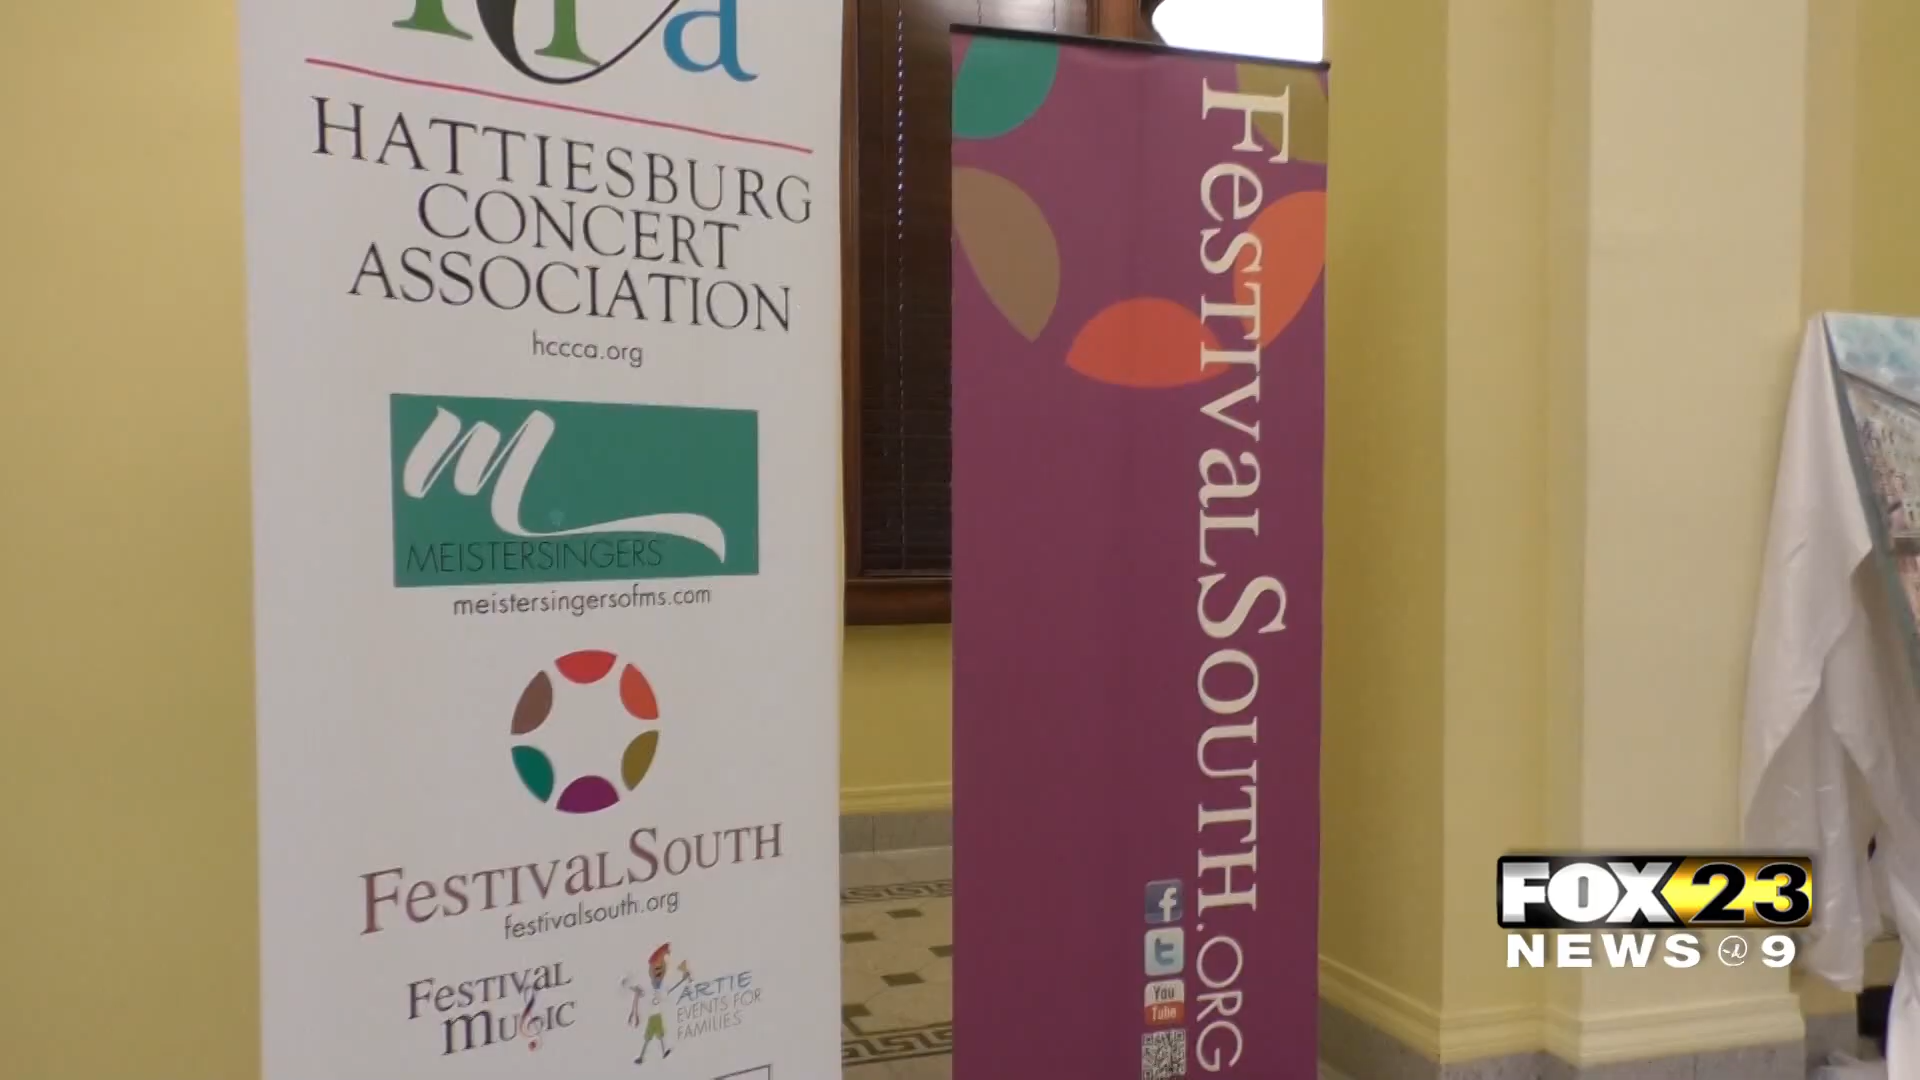 HATTIESBURG
CONCERT
ASSOCIATION
hccca.org
m
MEISTERSINGERS
meistersingersofms.com
FESTIVALSOUTH
festivalsouth.org
FESTIVAL
MUSIC
ARTIE
EVENTS FOR
FAMILIES
FESTIVALSOUTH.ORG
f
t
You
Tube
FOX 23
NEWS @ 9